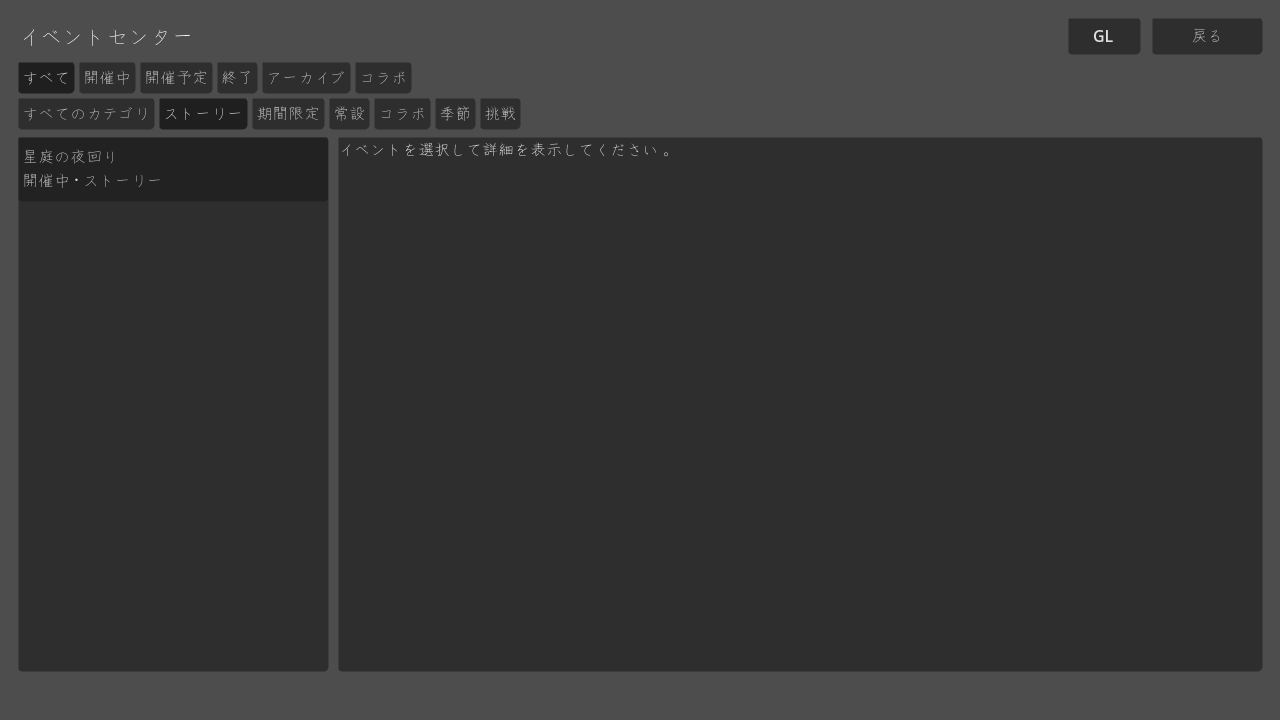 イベントセンター
GL
戻る
すべて 開催中 開催予定 終了 アーカイブ コラボ
すべてのカテゴリ ストーリー 期間限定 常設 コラボ 季節 挑戦
星庭の夜回り
開催中・ストーリー
イベントを選択して詳細を表示してください。